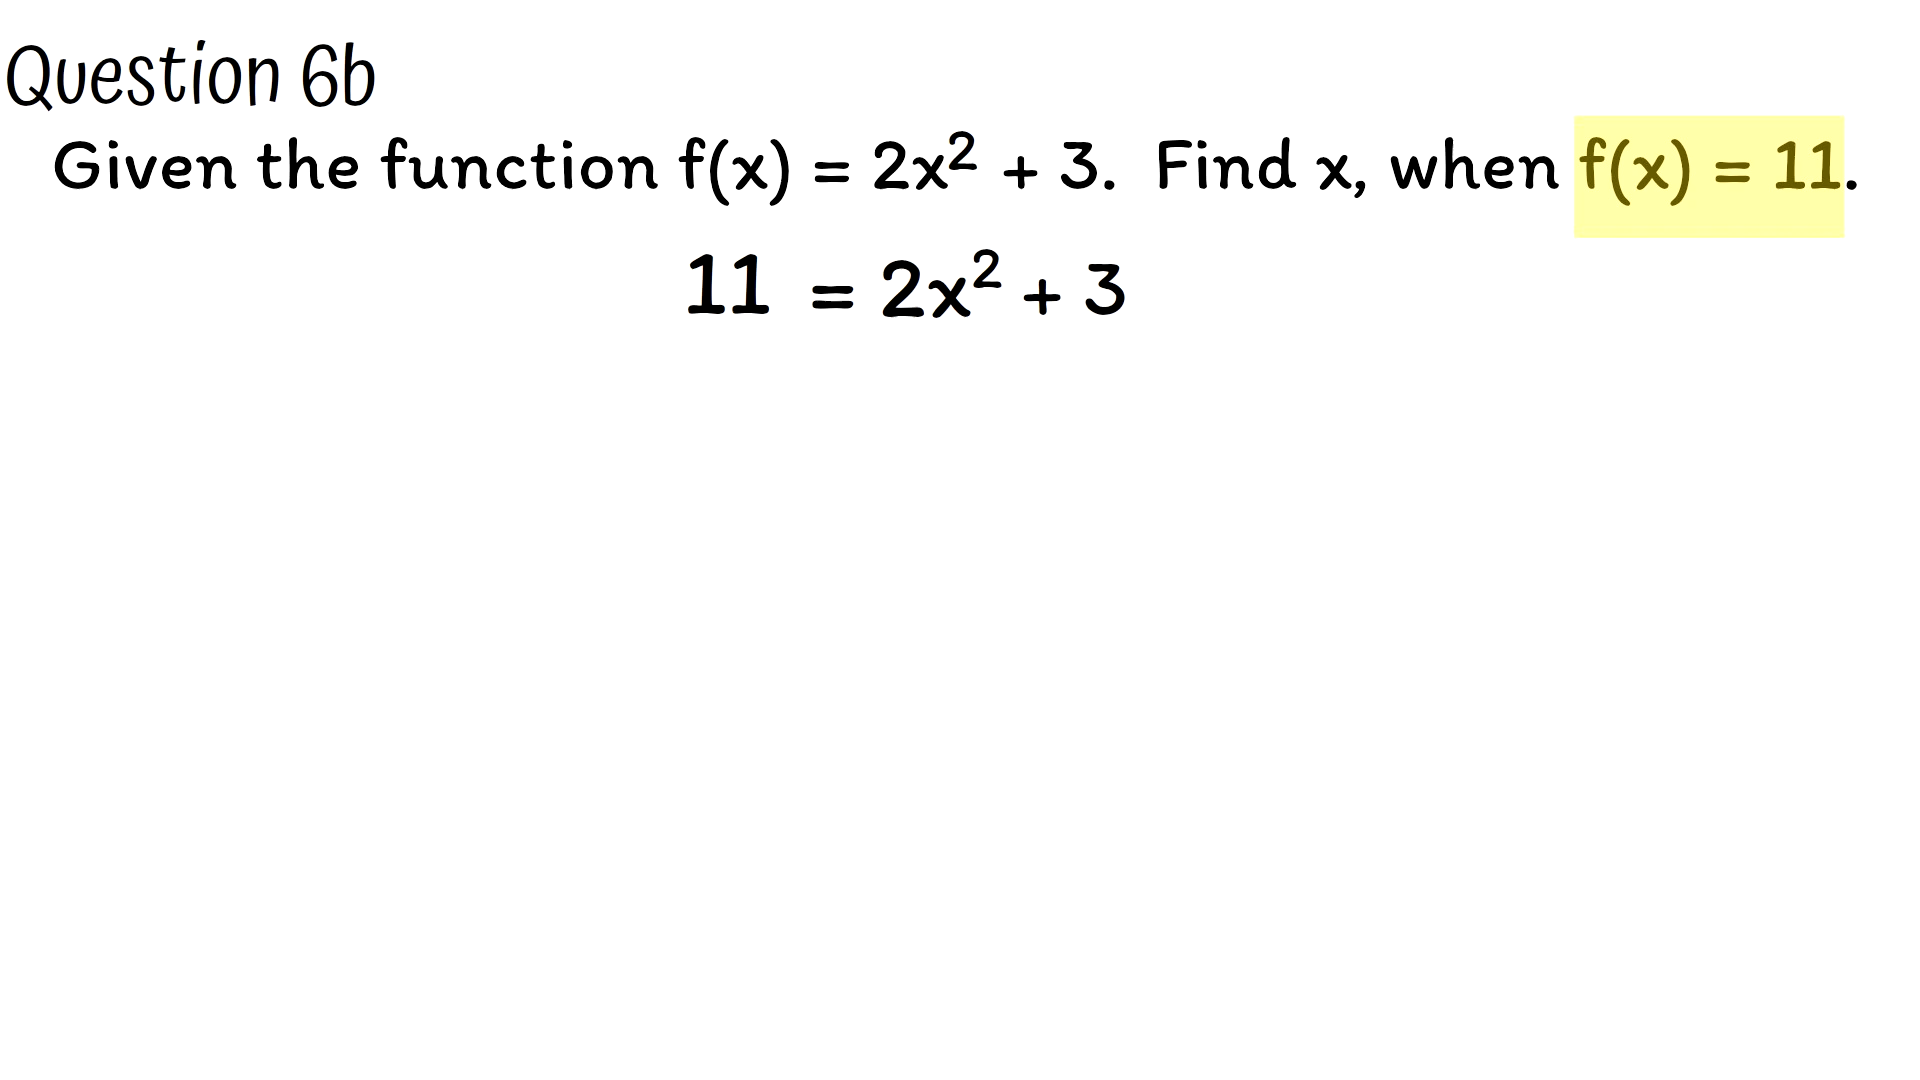 Question 6b
Given the function f(x) = 2x² + 3. Find x, when f(x) = 11.
11 = 2x² + 3